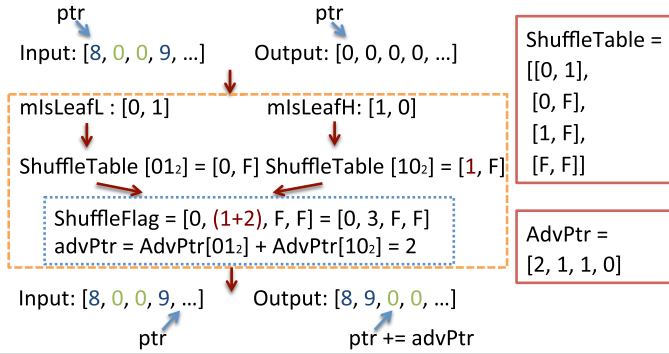 ptr
ptr
Input: [8, 0, 0, 9, ...]
Output: [0, 0, 0, 0, ...]
mIsLeafL : [0, 1]
mIsLeafH: [1, 0]
ShuffleTable [01₂] = [0, F]
ShuffleTable [10₂] = [1, F]
ShuffleFlag = [0, (1+2), F, F] = [0, 3, F, F]
advPtr = AdvPtr[01₂] + AdvPtr[10₂] = 2
Input: [8, 0, 0, 9, ...]
Output: [8, 9, 0, 0, ...]
ptr
ptr += advPtr
ShuffleTable =
[[0, 1],
[0, F],
[1, F],
[F, F]]
AdvPtr =
[2, 1, 1, 0]